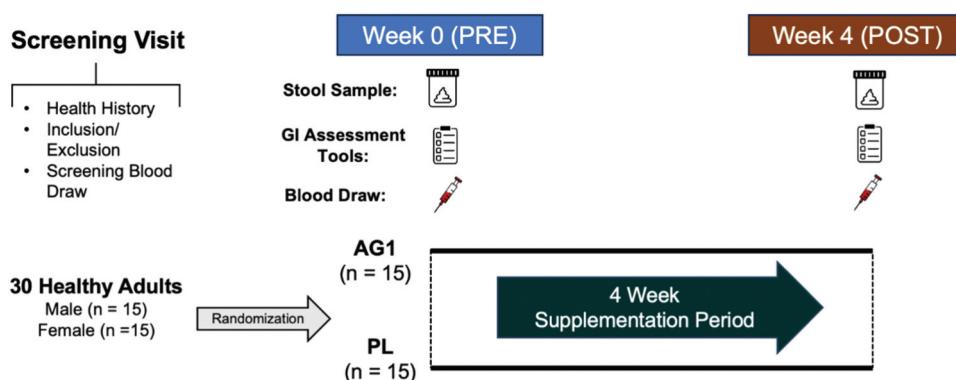 Screening Visit
• Health History
• Inclusion/
Exclusion
• Screening Blood
Draw
Week 0 (PRE)
Week 4 (POST)
Stool Sample:
GI Assessment
Tools:
Blood Draw:
30 Healthy Adults
Male (n = 15)
Female (n =15)
Randomization
AG1
(n = 15)
PL
(n = 15)
4 Week
Supplementation Period